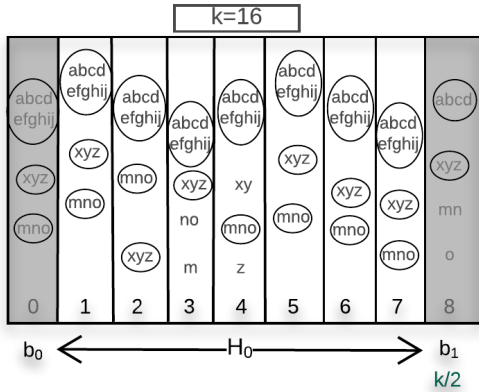 k=16
abcd
efghij
xyz
mno
0
abcd
efghij
xyz
mno
1
abcd
efghij
mno
xyz
2
abcd
efghij
xyz
no
m
3
abcd
efghij
xy
mno
z
4
abcd
efghij
xyz
mno
5
abcd
efghij
xyz
mno
6
abcd
efghij
xyz
mno
7
abcd
xyz
mn
o
8
b₀
H₀
b₁
k/2